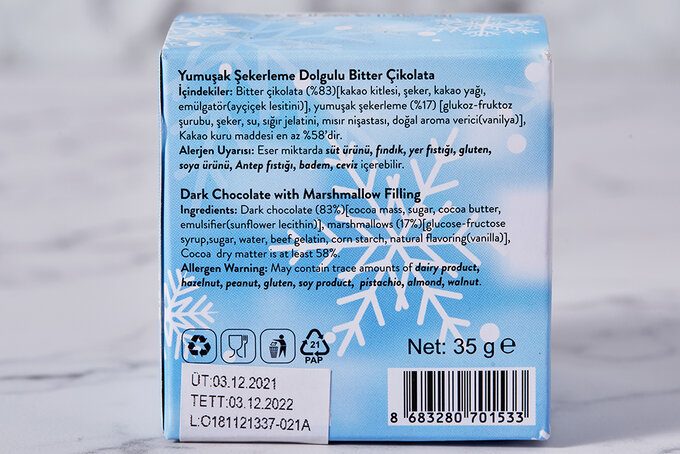 Yumuşak Şekerleme Dolgulu Bitter Çikolata
İçindekiler: Bitter çikolata (%83)[kakao kitlesi, şeker, kakao yağı,
emülgatör(ayçiçek lesitini)], yumuşak şekerleme (%17) [glukoz-fruktoz
şurubu, şeker, su, sığır jelatini, mısır nişastası, doğal aroma verici(vanilya)],
Kakao kuru maddesi en az %58'dir.
Alerjen Uyarısı: Eser miktarda süt ürünü, fındık, yer fıstığı, gluten,
soya ürünü, Antep fıstığı, badem, ceviz içerebilir.
Dark Chocolate with Marshmallow Filling
Ingredients: Dark chocolate (83%)[cocoa mass, sugar, cocoa butter,
emulsifier(sunflower lecithin)], marshmallows (17%)[glucose-fructose
syrup,sugar, water, beef gelatin, corn starch, natural flavoring(vanilla)],
Cocoa dry matter is at least 58%.
Allergen Warning: May contain trace amounts of dairy product,
hazelnut, peanut, gluten, soy product, pistachio, almond, walnut.
21
PAP
Net: 35 g e
ÜT:03.12.2021
TETT:03.12.2022
L:O181121337-021A
8 683280 701533